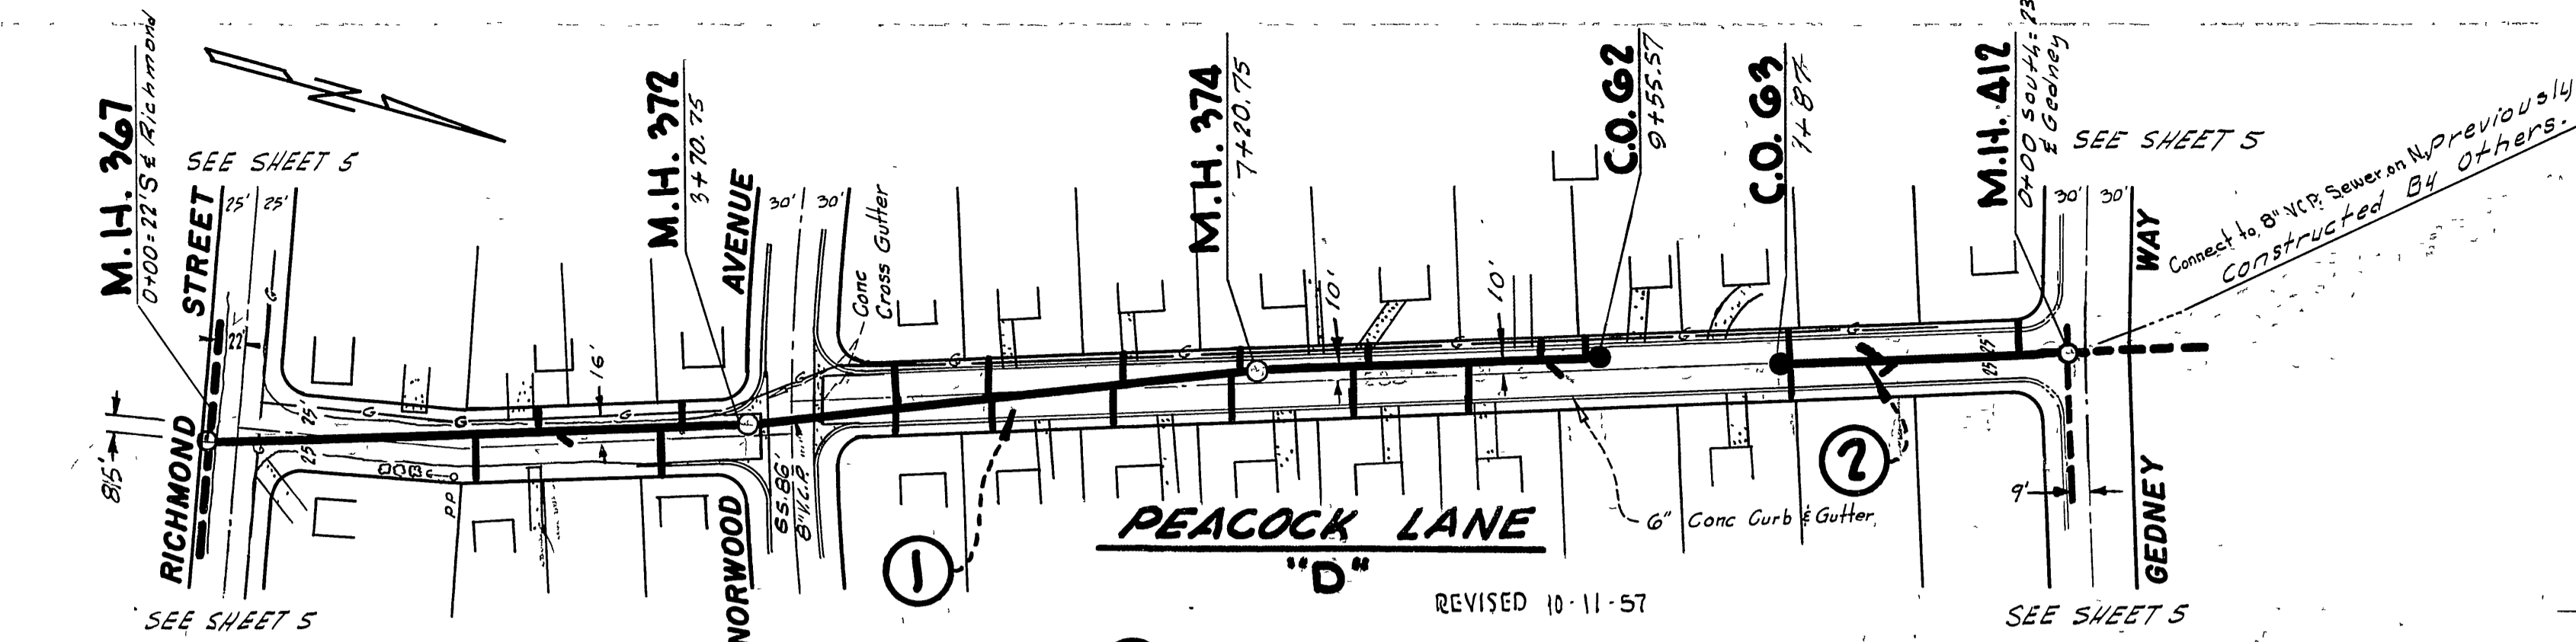 M.H. 367
0+00=22'S ℄ Richmond
SEE SHEET 5
N
M.H. 372
3+70.75
M.H. 374
7+20.75
C.O. 62
9+55.57
C.O. 63
M.H. 412
0+00 South=23
℄ Gedney
SEE SHEET 5
Connect to 8" V.C.P. Sewer on N. Previously
Constructed By Others.
RICHMOND STREET
25' 25'
22'
G
16'
8.5'
25'
25'
G
G
G
PP
NORWOOD AVENUE
30' 30'
Conc
Cross Gutter
65.86'
8" V.C.P.
G
G
G
10'
G
10'
G
G
25' 25'
30' 30'
GEDNEY WAY
9'
1
2
6" Conc Curb & Gutter
PEACOCK LANE
"D"
REVISED 10-11-57
SEE SHEET 5
SEE SHEET 5